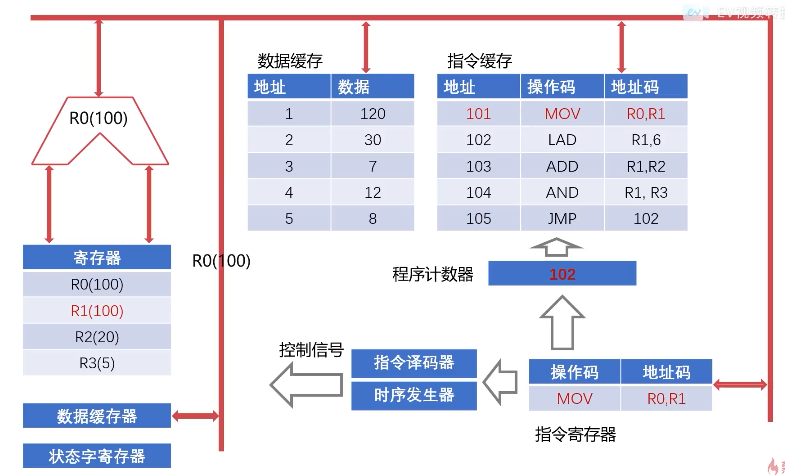 EV视频转
数据缓存
地址 数据
1 120
2 30
3 7
4 12
5 8
指令缓存
地址 操作码 地址码
101 MOV R0,R1
102 LAD R1,6
103 ADD R1,R2
104 AND R1, R3
105 JMP 102
R0(100)
寄存器
R0(100)
R1(100)
R2(20)
R3(5)
R0(100)
程序计数器
102
控制信号
指令译码器
时序发生器
操作码 地址码
MOV R0,R1
指令寄存器
数据缓存器
状态字寄存器